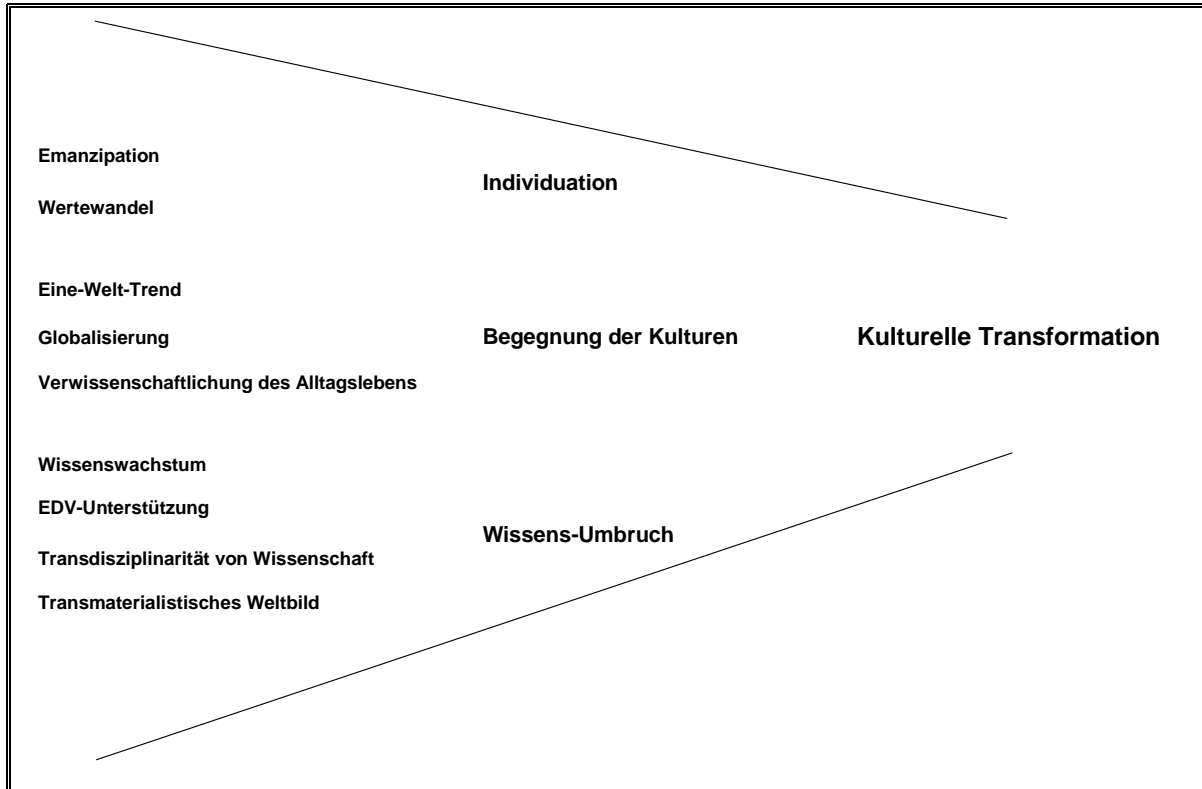 Emanzipation
Individuation
Wertewandel
Eine-Welt-Trend
Globalisierung
Begegnung der Kulturen
Kulturelle Transformation
Verwissenschaftlichung des Alltagslebens
Wissenswachstum
EDV-Unterstützung
Wissens-Umbruch
Transdisziplinarität von Wissenschaft
Transmaterialistisches Weltbild